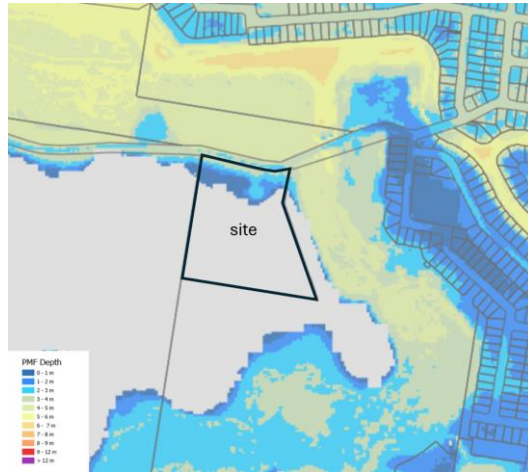 site
PMF Depth
0 - 1 m
1 - 2 m
2 - 3 m
3 - 4 m
4 - 5 m
5 - 6 m
6 - 7 m
7 - 8 m
8 - 9 m
9 - 12 m
> 12 m